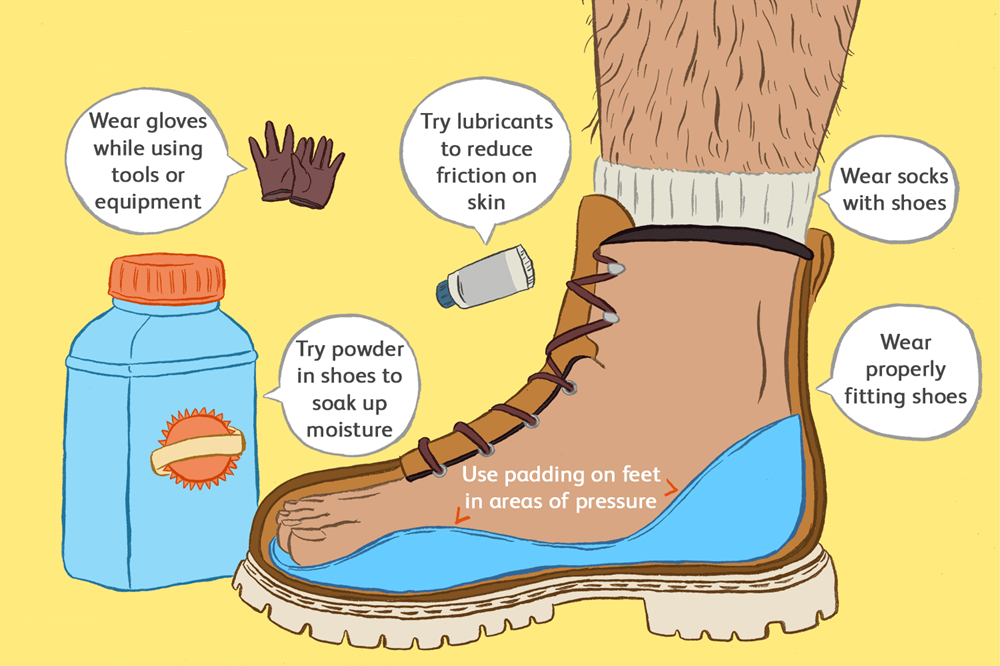 Wear gloves
while using
tools or
equipment
Try lubricants
to reduce
friction on
skin
Wear socks
with shoes
Try powder
in shoes to
soak up
moisture
Wear
properly
fitting shoes
Use padding on feet
in areas of pressure